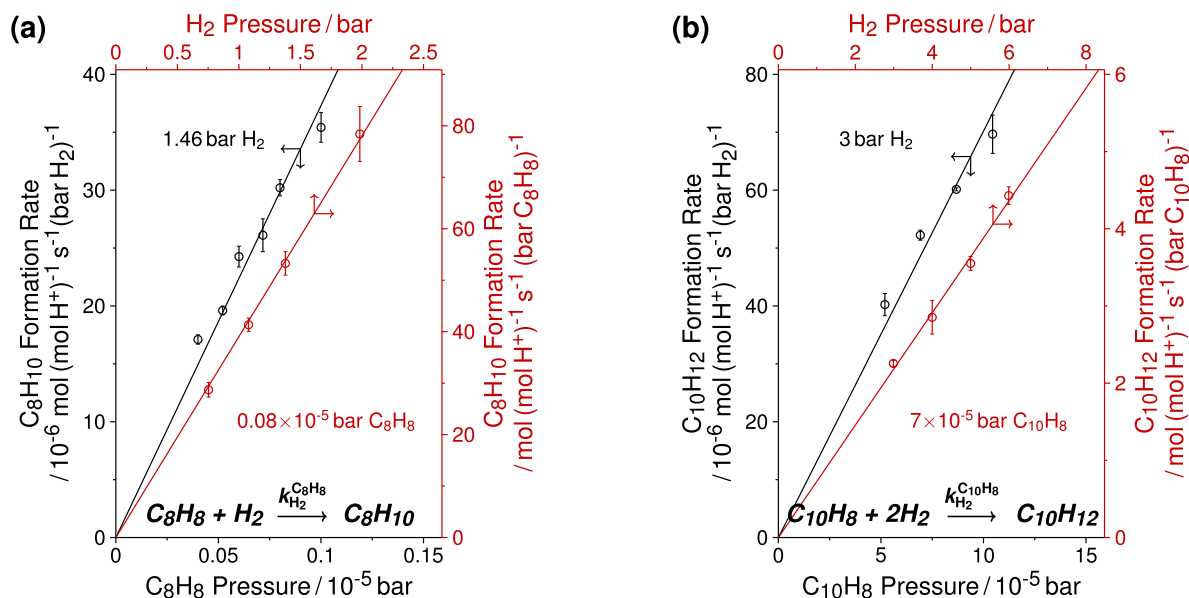 (a)
H2 Pressure / bar
0 0.5 1 1.5 2 2.5
40
30
20
10
0
C8H10 Formation Rate
/ 10-6 mol (mol H+)-1 s-1 (bar H2)-1
1.46 bar H2
0.08×10-5 bar C8H8
C8H8 + H2 kH2C8H8 C8H10
80
60
40
20
0
C8H10 Formation Rate
/ mol (mol H+)-1 s-1 (bar C8H8)-1
0 0.05 0.1 0.15
C8H8 Pressure / 10-5 bar
(b)
H2 Pressure / bar
0 2 4 6 8
80
60
40
20
0
C10H12 Formation Rate
/ 10-6 mol (mol H+)-1 s-1 (bar H2)-1
3 bar H2
7×10-5 bar C10H8
C10H8 + 2H2 kH2C10H8 C10H12
6
4
2
0
C10H12 Formation Rate
/ mol (mol H+)-1 s-1 (bar C10H8)-1
0 5 10 15
C10H8 Pressure / 10-5 bar